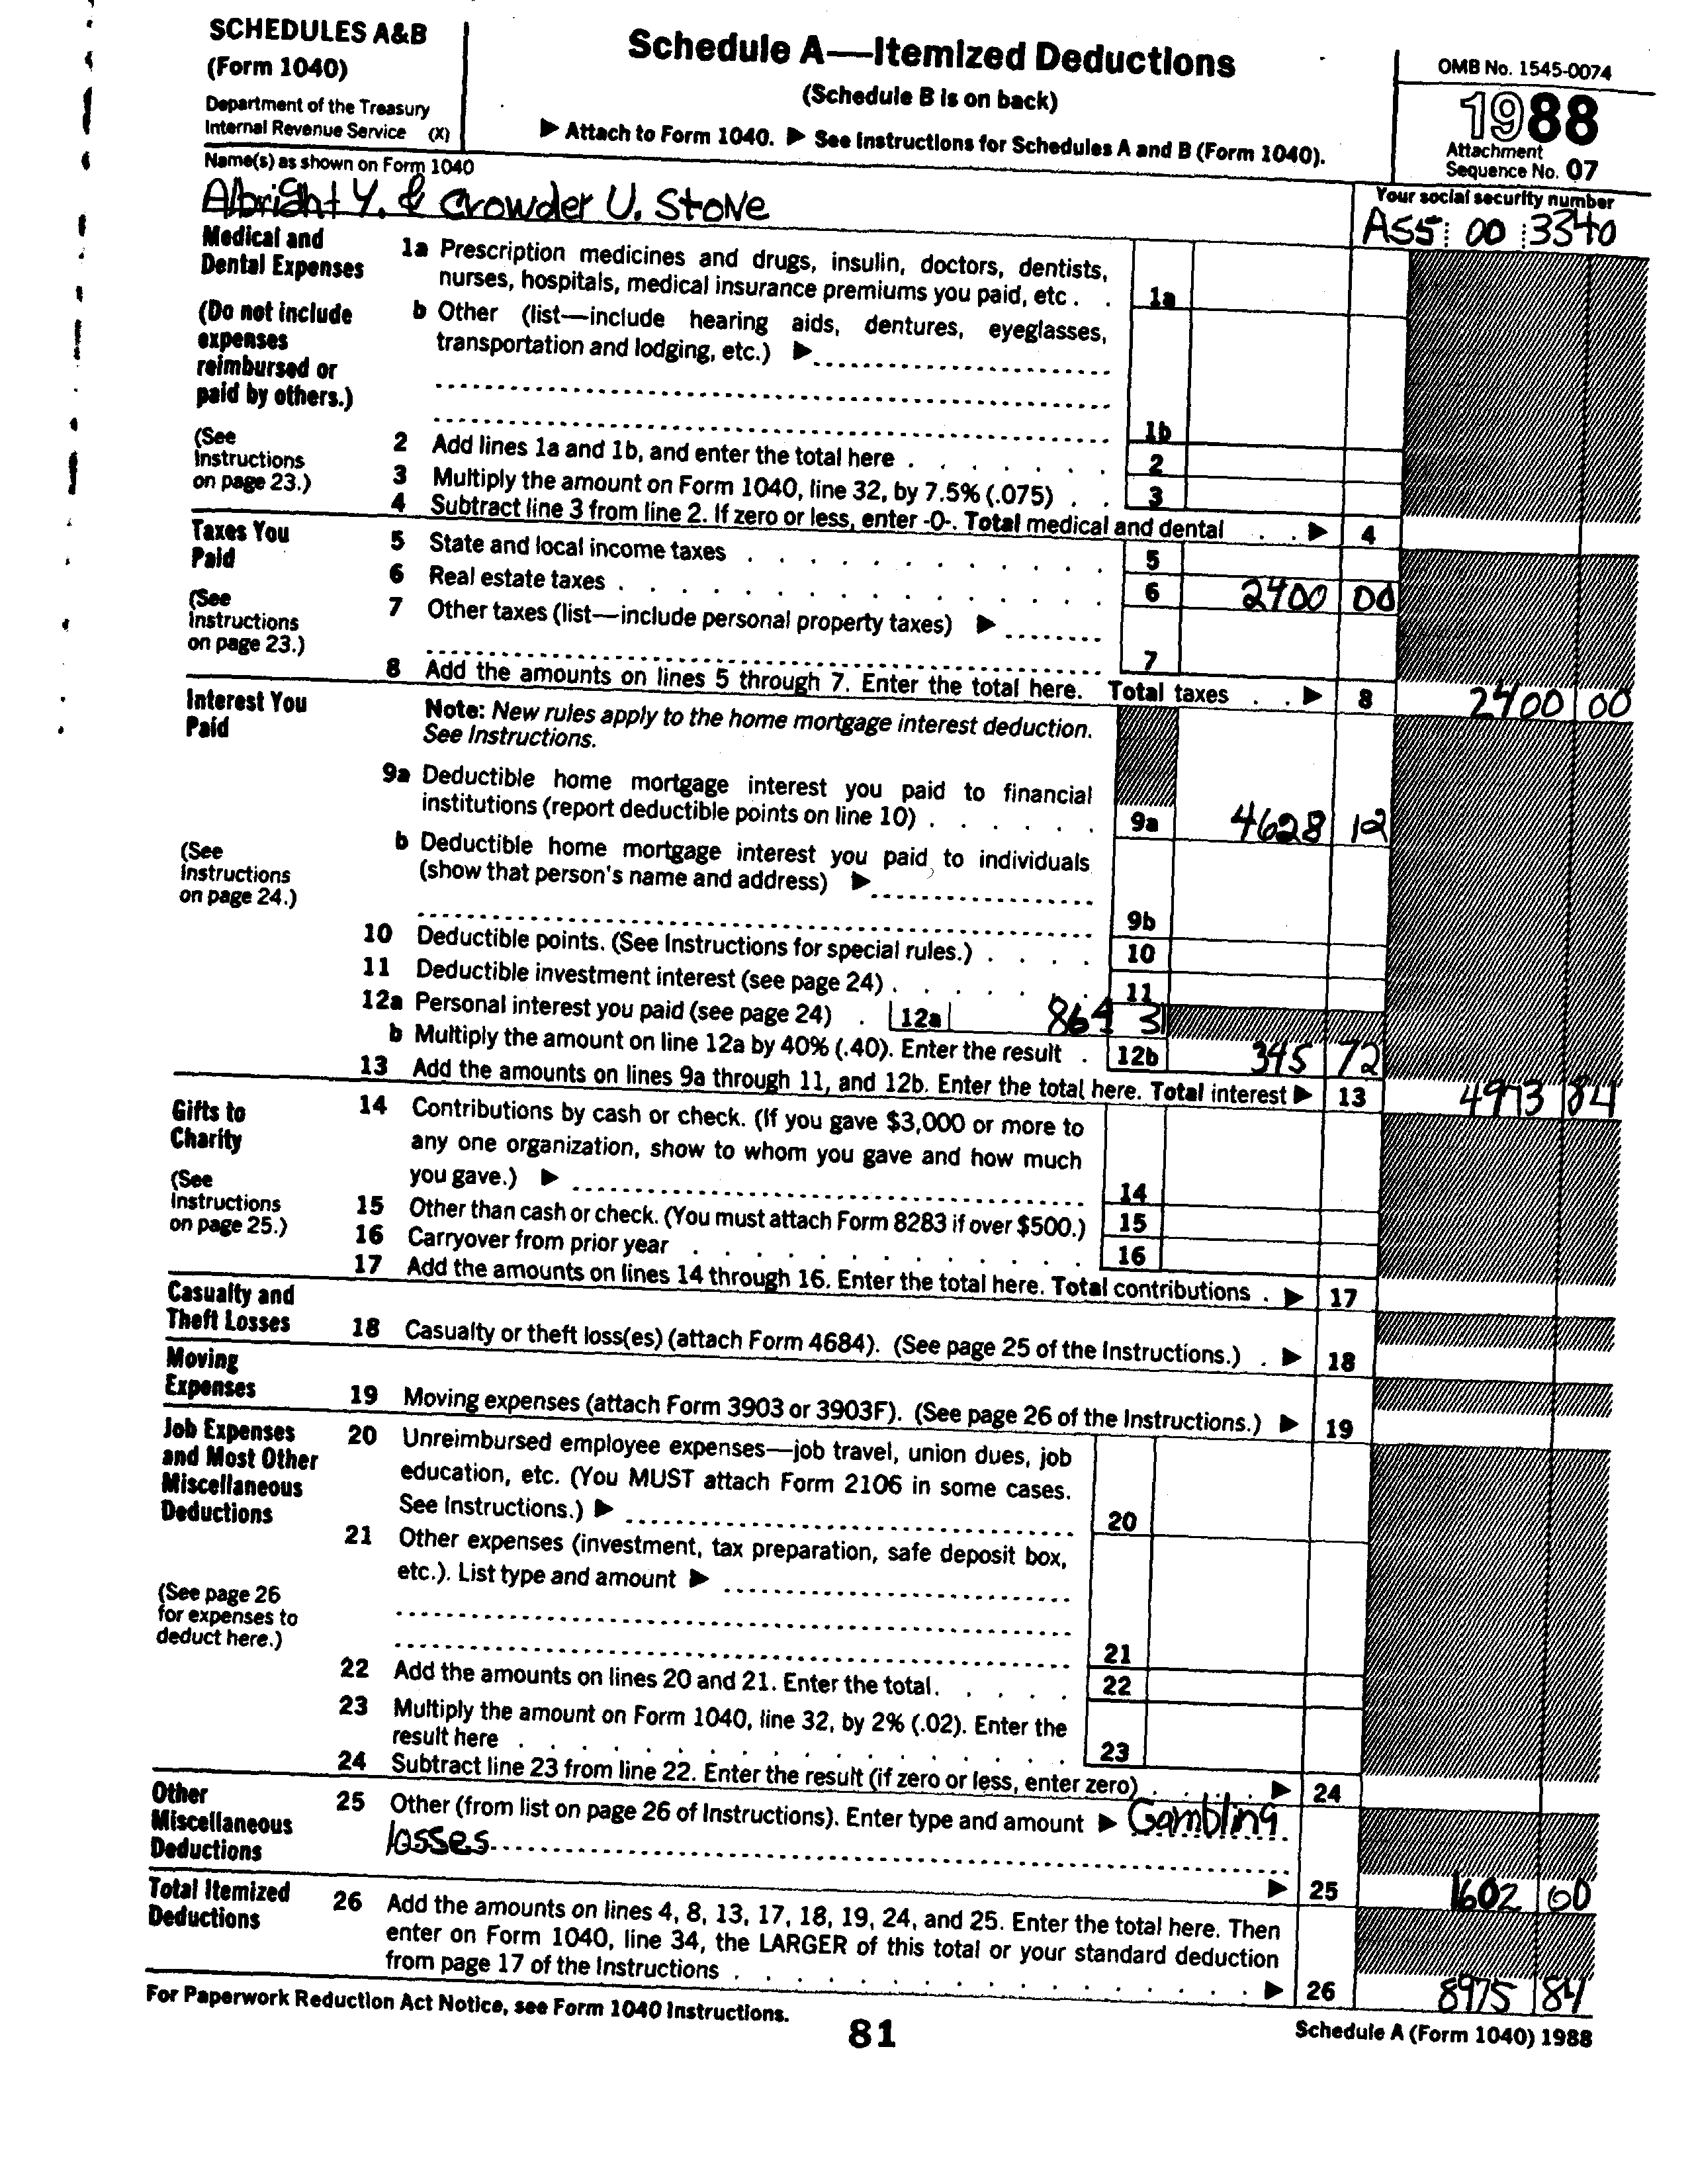 SCHEDULES A&B
(Form 1040)
Department of the Treasury
Internal Revenue Service (X)
Schedule A—Itemized Deductions
(Schedule B is on back)
▶ Attach to Form 1040. ▶ See Instructions for Schedules A and B (Form 1040).
OMB No. 1545-0074
1988
Attachment
Sequence No. 07
Name(s) as shown on Form 1040
Albright Y. & Crowder U. Stone
Your social security number
ASS 00 3340
Medical and
Dental Expenses
(Do not include
expenses
reimbursed or
paid by others.)
(See
Instructions
on page 23.)
1a Prescription medicines and drugs, insulin, doctors, dentists,
nurses, hospitals, medical insurance premiums you paid, etc . . 1a
b Other (list—include hearing aids, dentures, eyeglasses,
transportation and lodging, etc.) ▶
1b
2 Add lines 1a and 1b, and enter the total here . . . . . . . 2
3 Multiply the amount on Form 1040, line 32, by 7.5% (.075) . . 3
4 Subtract line 3 from line 2. If zero or less, enter -0-. Total medical and dental . . ▶ 4
Taxes You
Paid
(See
Instructions
on page 23.)
5 State and local income taxes . . . . . . . . . . . . 5
6 Real estate taxes . . . . . . . . . . . . . . . . 6 2400 00
7 Other taxes (list—include personal property taxes) ▶
7
8 Add the amounts on lines 5 through 7. Enter the total here. Total taxes . . ▶ 8 2400 00
Interest You
Paid
(See
Instructions
on page 24.)
Note: New rules apply to the home mortgage interest deduction.
See Instructions.
9a Deductible home mortgage interest you paid to financial
institutions (report deductible points on line 10) . . . . . . 9a 4628 12
b Deductible home mortgage interest you paid to individuals
(show that person's name and address) ▶
9b
10 Deductible points. (See Instructions for special rules.) . . . . 10
11 Deductible investment interest (see page 24) . . . . . . . 11
12a Personal interest you paid (see page 24) . 12a 864 31
b Multiply the amount on line 12a by 40% (.40). Enter the result . 12b 345 72
13 Add the amounts on lines 9a through 11, and 12b. Enter the total here. Total interest ▶ 13 4973 84
Gifts to
Charity
(See
Instructions
on page 25.)
14 Contributions by cash or check. (If you gave $3,000 or more to
any one organization, show to whom you gave and how much
you gave.) ▶ 14
15 Other than cash or check. (You must attach Form 8283 if over $500.) 15
16 Carryover from prior year . . . . . . . . . . . . . 16
17 Add the amounts on lines 14 through 16. Enter the total here. Total contributions . ▶ 17
Casualty and
Theft Losses
18 Casualty or theft loss(es) (attach Form 4684). (See page 25 of the Instructions.) . ▶ 18
Moving
Expenses
19 Moving expenses (attach Form 3903 or 3903F). (See page 26 of the Instructions.) ▶ 19
Job Expenses
and Most Other
Miscellaneous
Deductions
(See page 26
for expenses to
deduct here.)
20 Unreimbursed employee expenses—job travel, union dues, job
education, etc. (You MUST attach Form 2106 in some cases.
See Instructions.) ▶ 20
21 Other expenses (investment, tax preparation, safe deposit box,
etc.). List type and amount ▶
21
22 Add the amounts on lines 20 and 21. Enter the total. . . . . 22
23 Multiply the amount on Form 1040, line 32, by 2% (.02). Enter the
result here . . . . . . . . . . . . . . . . . . 23
24 Subtract line 23 from line 22. Enter the result (if zero or less, enter zero) . . . . . ▶ 24
Other
Miscellaneous
Deductions
25 Other (from list on page 26 of Instructions). Enter type and amount ▶ Gambling
losses
▶ 25 1602 00
Total Itemized
Deductions
26 Add the amounts on lines 4, 8, 13, 17, 18, 19, 24, and 25. Enter the total here. Then
enter on Form 1040, line 34, the LARGER of this total or your standard deduction
from page 17 of the Instructions . . . . . . . . . . . . . . . . . . ▶ 26 8975 84
For Paperwork Reduction Act Notice, see Form 1040 Instructions.
81
Schedule A (Form 1040) 1988